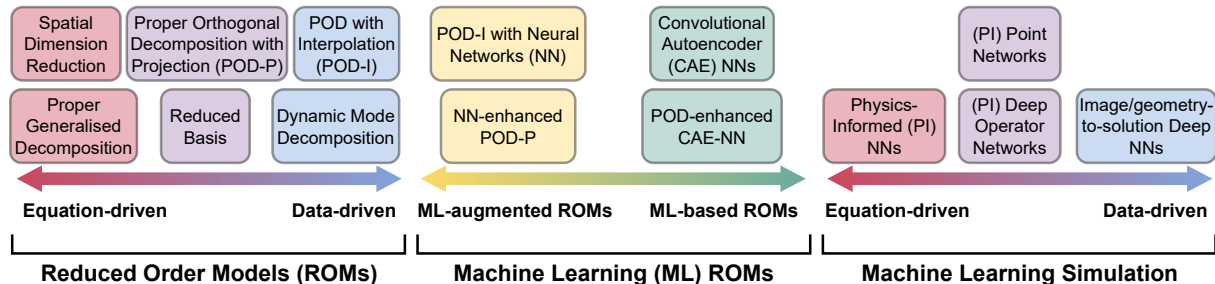 Spatial
Dimension
Reduction
Proper Orthogonal
Decomposition with
Projection (POD-P)
POD with
Interpolation
(POD-I)
Proper
Generalised
Decomposition
Reduced
Basis
Dynamic Mode
Decomposition
Equation-driven
Data-driven
Reduced Order Models (ROMs)
POD-I with Neural
Networks (NN)
Convolutional
Autoencoder
(CAE) NNs
NN-enhanced
POD-P
POD-enhanced
CAE-NN
ML-augmented ROMs
ML-based ROMs
Machine Learning (ML) ROMs
(PI) Point
Networks
Physics-
Informed (PI)
NNs
(PI) Deep
Operator
Networks
Image/geometry-
to-solution Deep
NNs
Equation-driven
Data-driven
Machine Learning Simulation